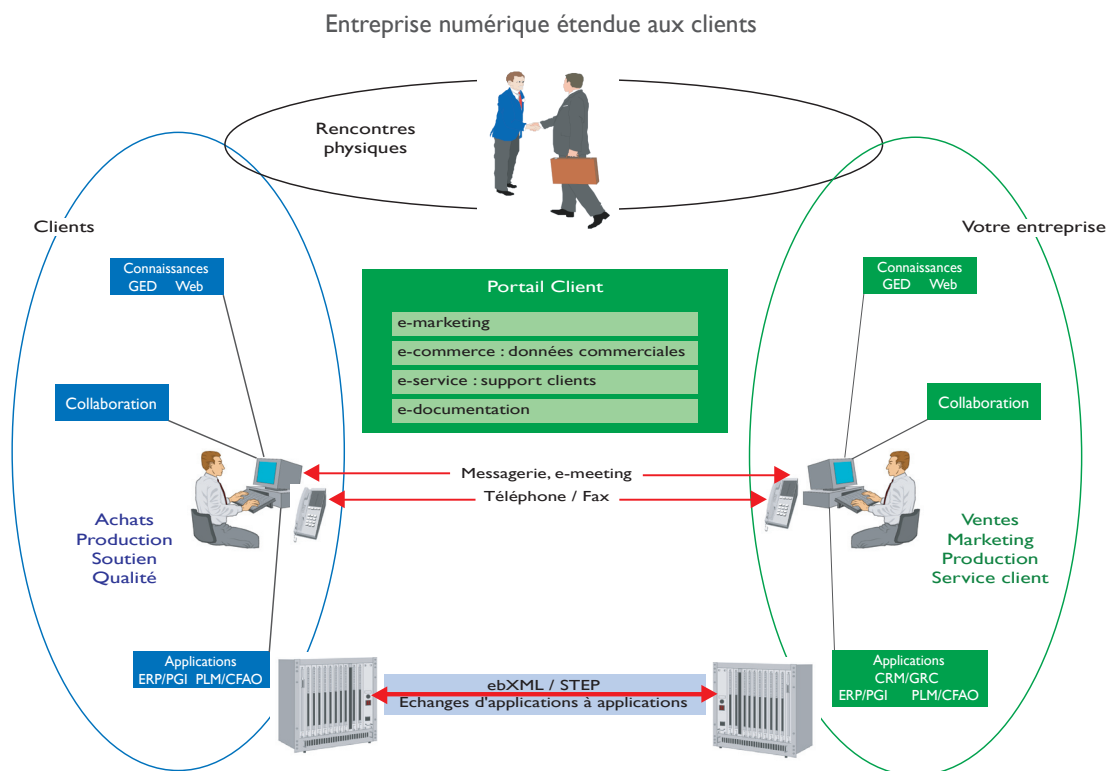 Entreprise numérique étendue aux clients
Rencontres
physiques
Clients
Votre entreprise
Connaissances
GED Web
Portail Client
e-marketing
e-commerce : données commerciales
e-service : support clients
e-documentation
Connaissances
GED Web
Collaboration
Collaboration
Messagerie, e-meeting
Téléphone / Fax
Achats
Production
Soutien
Qualité
Ventes
Marketing
Production
Service client
Applications
ERP/PGI PLM/CFAO
ebXML / STEP
Echanges d'applications à applications
Applications
CRM/GRC
ERP/PGI PLM/CFAO